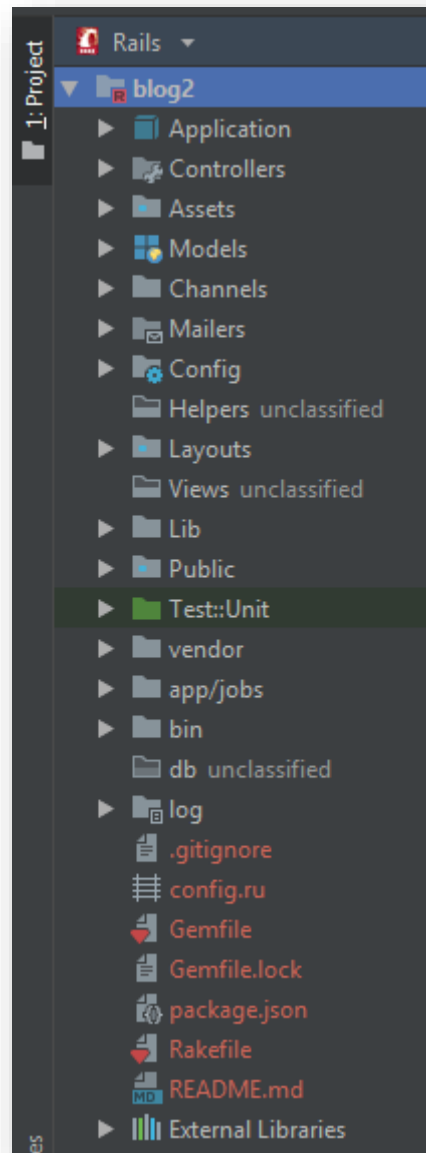 1: Project
Rails
blog2
Application
Controllers
Assets
Models
Channels
Mailers
Config
Helpers unclassified
Layouts
Views unclassified
Lib
Public
Test::Unit
vendor
app/jobs
bin
db unclassified
log
.gitignore
config.ru
Gemfile
Gemfile.lock
package.json
Rakefile
MD README.md
External Libraries